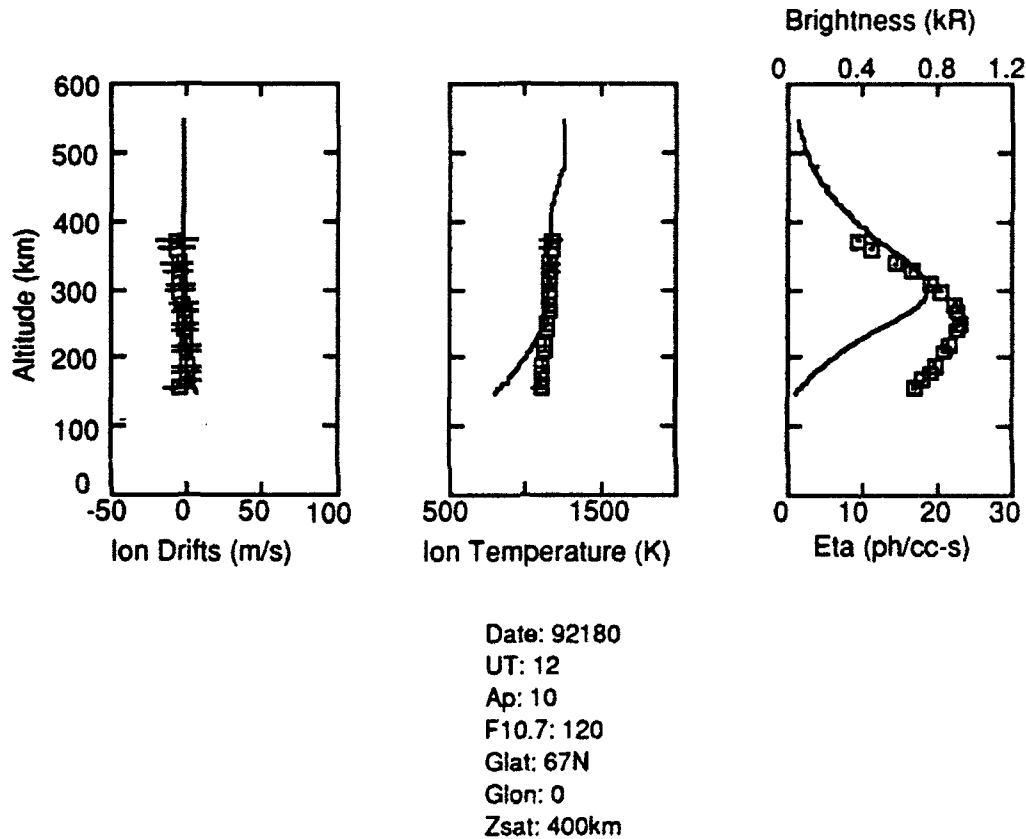 Brightness (kR)
0 0.4 0.8 1.2
600
500
400
300
200
100
0
Altitude (km)
-50 0 50 100
Ion Drifts (m/s)
500 1500
Ion Temperature (K)
0 10 20 30
Eta (ph/cc-s)
Date: 92180
UT: 12
Ap: 10
F10.7: 120
Glat: 67N
Glon: 0
Zsat: 400km